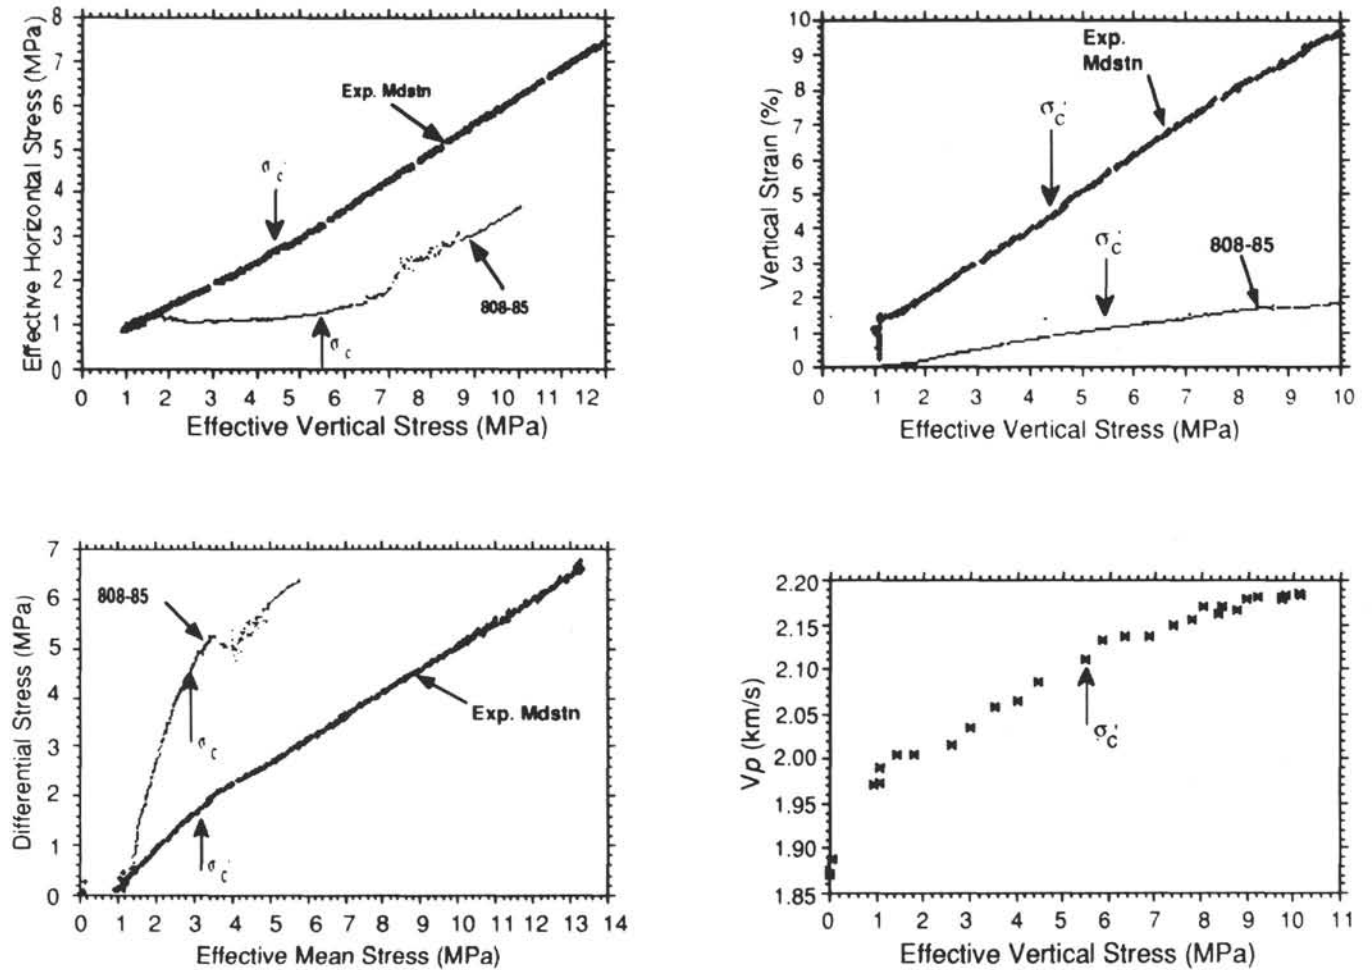 Effective Horizontal Stress (MPa)
8
7
6
5
4
3
2
1
0
Exp. Mdstn
σc'
808-85
σc'
1 2 3 4 5 6 7 8 9 10 11 12
Effective Vertical Stress (MPa)
Vertical Strain (%)
10
9
8
7
6
5
4
3
2
1
0
Exp.
Mdstn
σc'
σc'
808-85
0 1 2 3 4 5 6 7 8 9 10
Effective Vertical Stress (MPa)
Differential Stress (MPa)
7
6
5
4
3
2
1
0
808-85
σc'
Exp. Mdstn
σc'
0 1 2 3 4 5 6 7 8 9 10 11 12 13 14
Effective Mean Stress (MPa)
Vp (km/s)
2.20
2.15
2.10
2.05
2.00
1.95
1.90
1.85
σc'
0 1 2 3 4 5 6 7 8 9 10 11
Effective Vertical Stress (MPa)